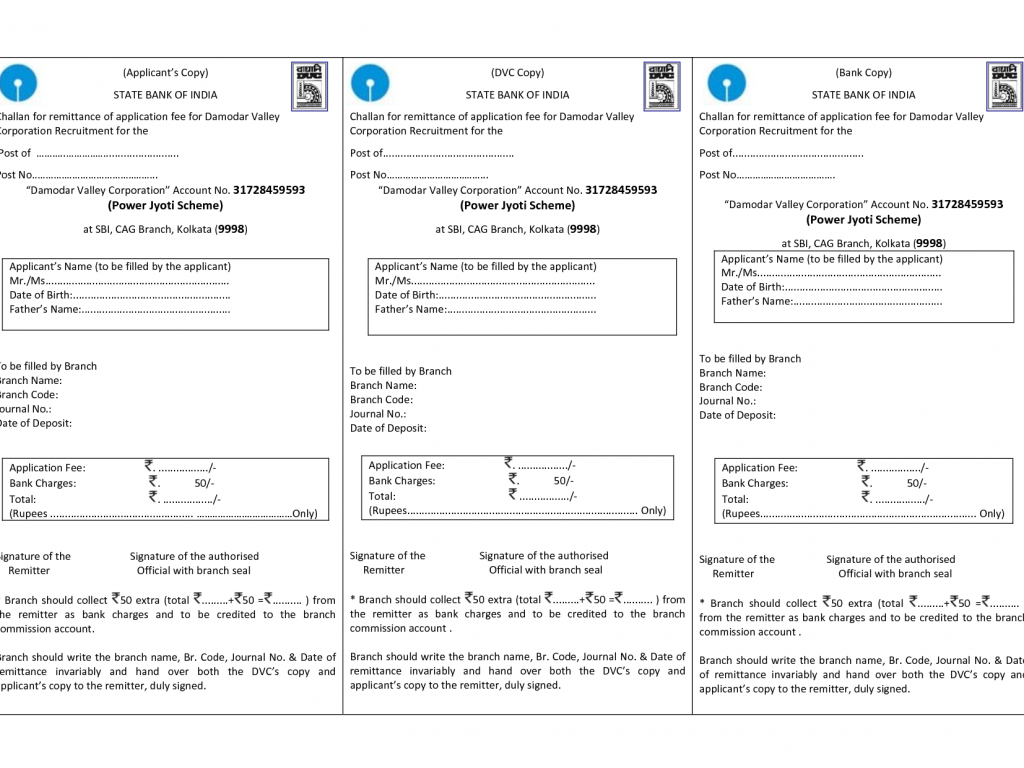 (Applicant's Copy)
STATE BANK OF INDIA
Challan for remittance of application fee for Damodar Valley
Corporation Recruitment for the
Post of ................................................
Post No............................................
"Damodar Valley Corporation" Account No. 31728459593
(Power Jyoti Scheme)
at SBI, CAG Branch, Kolkata (9998)
Applicant's Name (to be filled by the applicant)
Mr./Ms......................................................
Date of Birth:......................................................
Father's Name:...................................................
To be filled by Branch
Branch Name:
Branch Code:
Journal No.:
Date of Deposit:
Application Fee: ₹. ................../-
Bank Charges: ₹. 50/-
Total: ₹. ................../-
(Rupees ................................................ ................................Only)
Signature of the Signature of the authorised
Remitter Official with branch seal
* Branch should collect ₹50 extra (total ₹.........+₹50 =₹.......... ) from
the remitter as bank charges and to be credited to the branch
commission account.
Branch should write the branch name, Br. Code, Journal No. & Date of
remittance invariably and hand over both the DVC's copy and
applicant's copy to the remitter, duly signed.
(DVC Copy)
STATE BANK OF INDIA
Challan for remittance of application fee for Damodar Valley
Corporation Recruitment for the
Post of.............................................
Post No...................................
"Damodar Valley Corporation" Account No. 31728459593
(Power Jyoti Scheme)
at SBI, CAG Branch, Kolkata (9998)
Applicant's Name (to be filled by the applicant)
Mr./Ms......................................................
Date of Birth:......................................................
Father's Name:...................................................
To be filled by Branch
Branch Name:
Branch Code:
Journal No.:
Date of Deposit:
Application Fee: ₹. ................../-
Bank Charges: ₹. 50/-
Total: ₹. ................../-
(Rupees............................................................................... Only)
Signature of the Signature of the authorised
Remitter Official with branch seal
* Branch should collect ₹50 extra (total ₹.........+₹50 =₹.......... ) from
the remitter as bank charges and to be credited to the branch
commission account .
Branch should write the branch name, Br. Code, Journal No. & Date of
remittance invariably and hand over both the DVC's copy and
applicant's copy to the remitter, duly signed.
(Bank Copy)
STATE BANK OF INDIA
Challan for remittance of application fee for Damodar Valley
Corporation Recruitment for the
Post of.............................................
Post No...................................
"Damodar Valley Corporation" Account No. 31728459593
(Power Jyoti Scheme)
at SBI, CAG Branch, Kolkata (9998)
Applicant's Name (to be filled by the applicant)
Mr./Ms......................................................
Date of Birth:......................................................
Father's Name:...................................................
To be filled by Branch
Branch Name:
Branch Code:
Journal No.:
Date of Deposit:
Application Fee: ₹. ................../-
Bank Charges: ₹. 50/-
Total: ₹. ................../-
(Rupees.......................................................................... Only)
Signature of the Signature of the authorised
Remitter Official with branch seal
* Branch should collect ₹50 extra (total ₹.........+₹50 =₹..........
from the remitter as bank charges and to be credited to the branch
commission account .
Branch should write the branch name, Br. Code, Journal No. & Date
of remittance invariably and hand over both the DVC's copy and
applicant's copy to the remitter, duly signed.